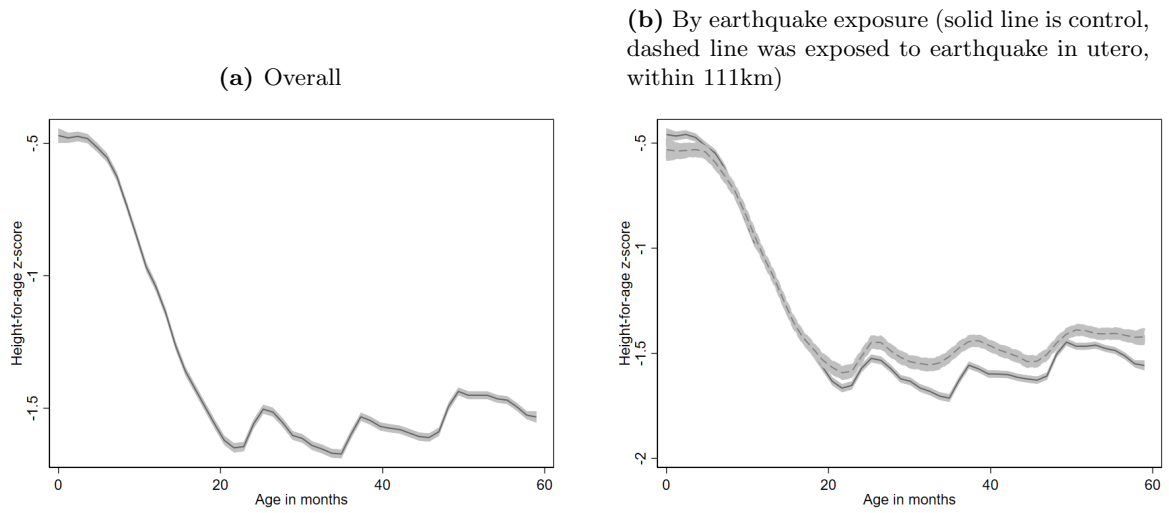 (a) Overall
-.5
-1
-1.5
Height-for-age z-score
0
20
40
60
Age in months
(b) By earthquake exposure (solid line is control,
dashed line was exposed to earthquake in utero,
within 111km)
-.5
-1
-1.5
-2
Height-for-age z-score
0
20
40
60
Age in months